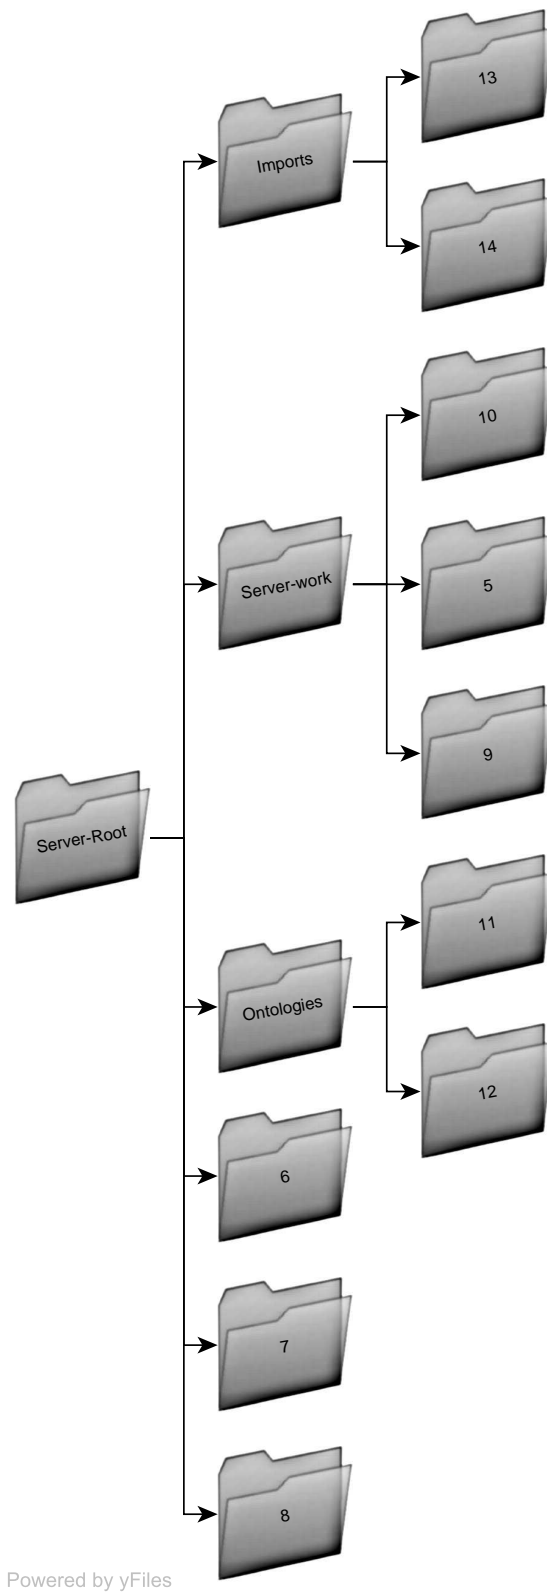 13
Imports
14
10
Server-work
5
9
Server-Root
11
Ontologies
12
6
7
8
Powered by yFiles